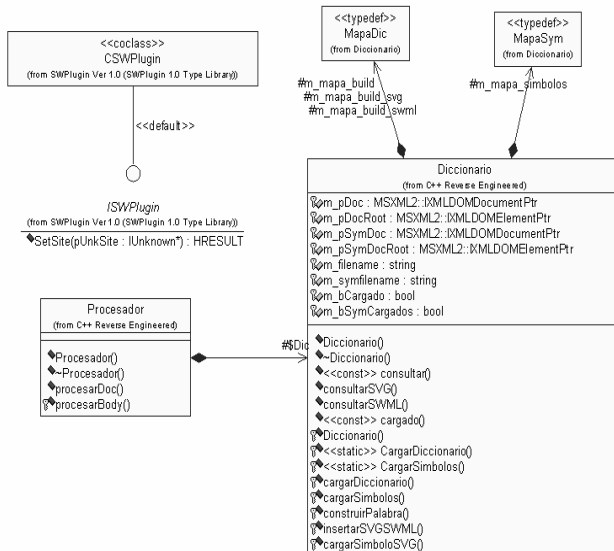 <<coclass>>
CSWPlugin
(from SWPlugin Ver 1.0 (SWPlugin 1.0 Type Library))
<<default>>
ISWPlugin
(from SWPlugin Ver 1.0 (SWPlugin 1.0 Type Library))
SetSite(pUnkSite : IUnknown*) : HRESULT
<<typedef>>
MapaDic
(from Diccionario)
<<typedef>>
MapaSym
(from Diccionario)
#m_mapa_build
#m_mapa_build_svg
#m_mapa_build_swml
#m_mapa_simbolos
Procesador
(from C++ Reverse Engineered)
Procesador()
~Procesador()
procesarDoc()
procesarBody()
#$Dic
Diccionario
(from C++ Reverse Engineered)
m_pDoc : MSXML2::IXMLDOMDocumentPtr
m_pDocRoot : MSXML2::IXMLDOMElementPtr
m_pSymDoc : MSXML2::IXMLDOMDocumentPtr
m_pSymDocRoot : MSXML2::IXMLDOMElementPtr
m_filename : string
m_symfilename : string
m_bCargado : bool
m_bSymCargados : bool
Diccionario()
~Diccionario()
<<const>> consultar()
consultarSVG()
consultarSWML()
<<const>> cargado()
Diccionario()
<<static>> CargarDiccionario()
<<static>> CargarSimbolos()
cargarDiccionario()
cargarSimbolos()
construirPalabra()
insertarSVGSWML()
cargarSimboloSVG()